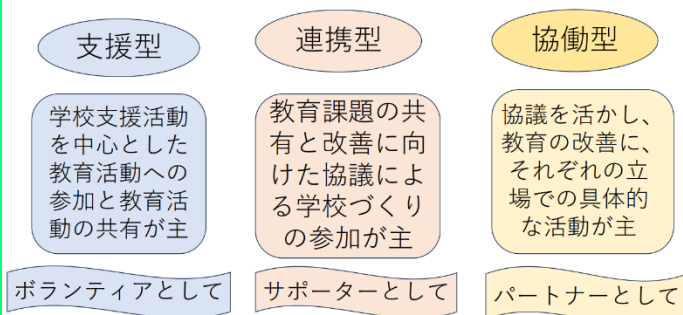 支援型
学校支援活動
を中心とした
教育活動への
参加と教育活
動の共有が主
ボランティアとして
連携型
教育課題の共
有と改善に向
けた協議によ
る学校づくり
の参加が主
サポーターとして
協働型
協議を活かし、
教育の改善に、
それぞれの立
場での具体的
な活動が主
パートナーとして